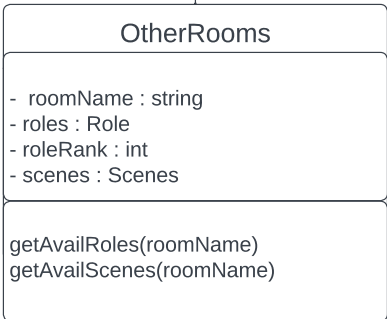 OtherRooms
-  roomName : string
- roles : Role
- roleRank : int
- scenes : Scenes
getAvailRoles(roomName)
getAvailScenes(roomName)